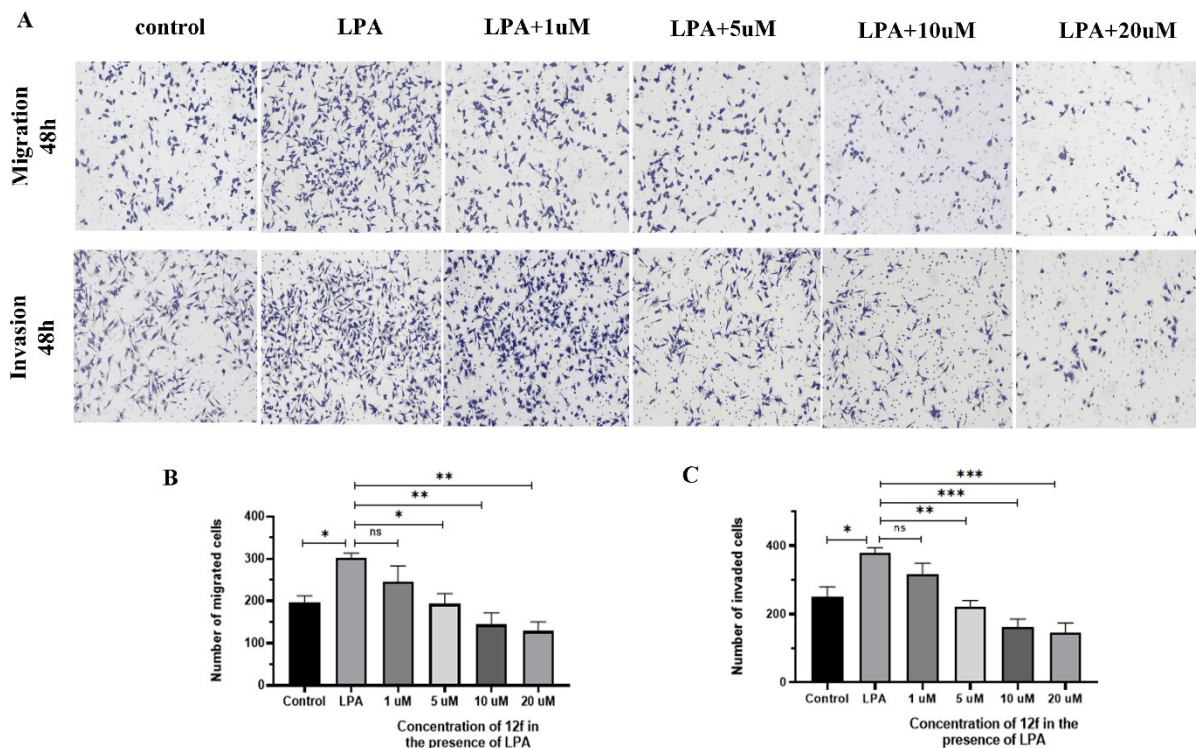 A
control LPA LPA+1uM LPA+5uM LPA+10uM LPA+20uM
Migration
48h
Invasion
48h
B
**
**
*
* ns
Number of migrated cells
400
300
200
100
0
Control LPA 1 uM 5 uM 10 uM 20 uM
Concentration of 12f in
the presence of LPA
C
***
***
**
* ns
Number of invaded cells
400
200
0
Control LPA 1 uM 5 uM 10 uM 20 uM
Concentration of 12f in the
presence of LPA